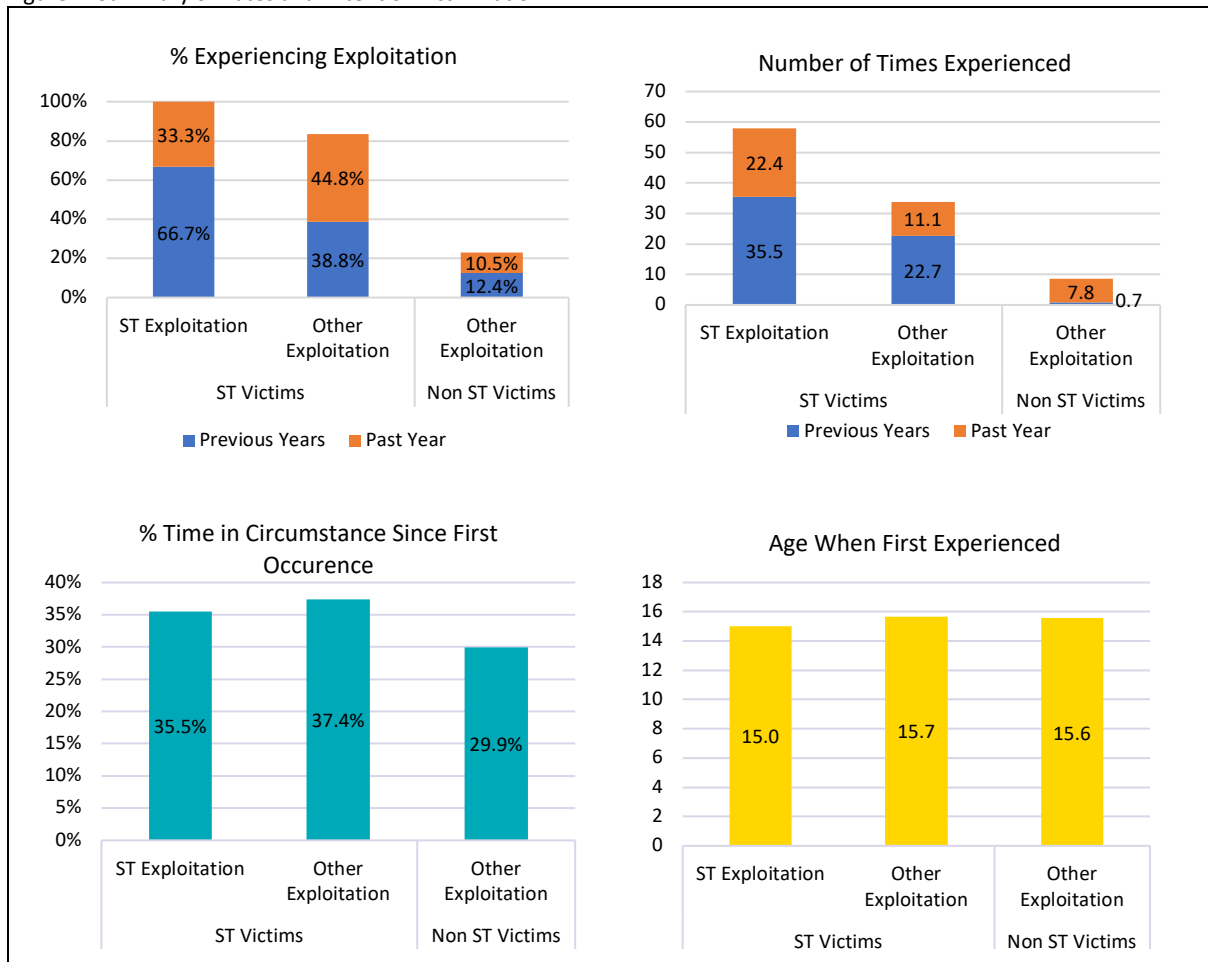 % Experiencing Exploitation
100%
80%
60%
40%
20%
0%
33.3%
66.7%
44.8%
38.8%
10.5%
12.4%
ST Exploitation
Other
Exploitation
Other
Exploitation
ST Victims
Non ST Victims
Previous Years
Past Year
Number of Times Experienced
70
60
50
40
30
20
10
0
22.4
35.5
11.1
22.7
7.8
0.7
ST Exploitation
Other
Exploitation
Other
Exploitation
ST Victims
Non ST Victims
Previous Years
Past Year
% Time in Circumstance Since First
Occurence
40%
35%
30%
25%
20%
15%
10%
5%
0%
35.5%
37.4%
29.9%
ST Exploitation
Other
Exploitation
Other
Exploitation
ST Victims
Non ST Victims
Age When First Experienced
18
16
14
12
10
8
6
4
2
0
15.0
15.7
15.6
ST Exploitation
Other
Exploitation
Other
Exploitation
ST Victims
Non ST Victims